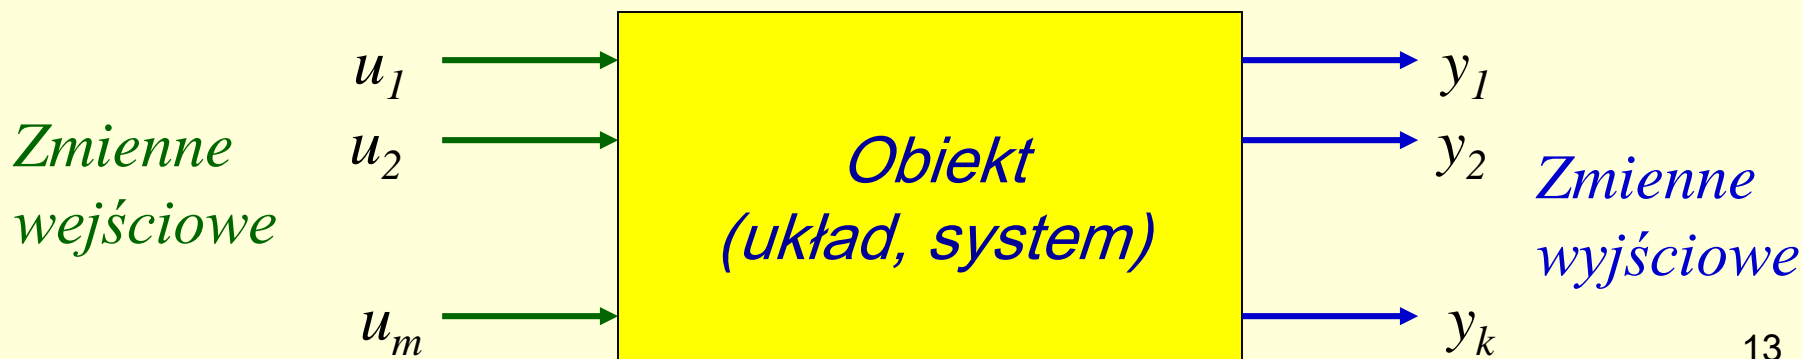 Zmienne
wejściowe
u1
u2
um
Obiekt
(układ, system)
y1
y2
yk
Zmienne
wyjściowe
13